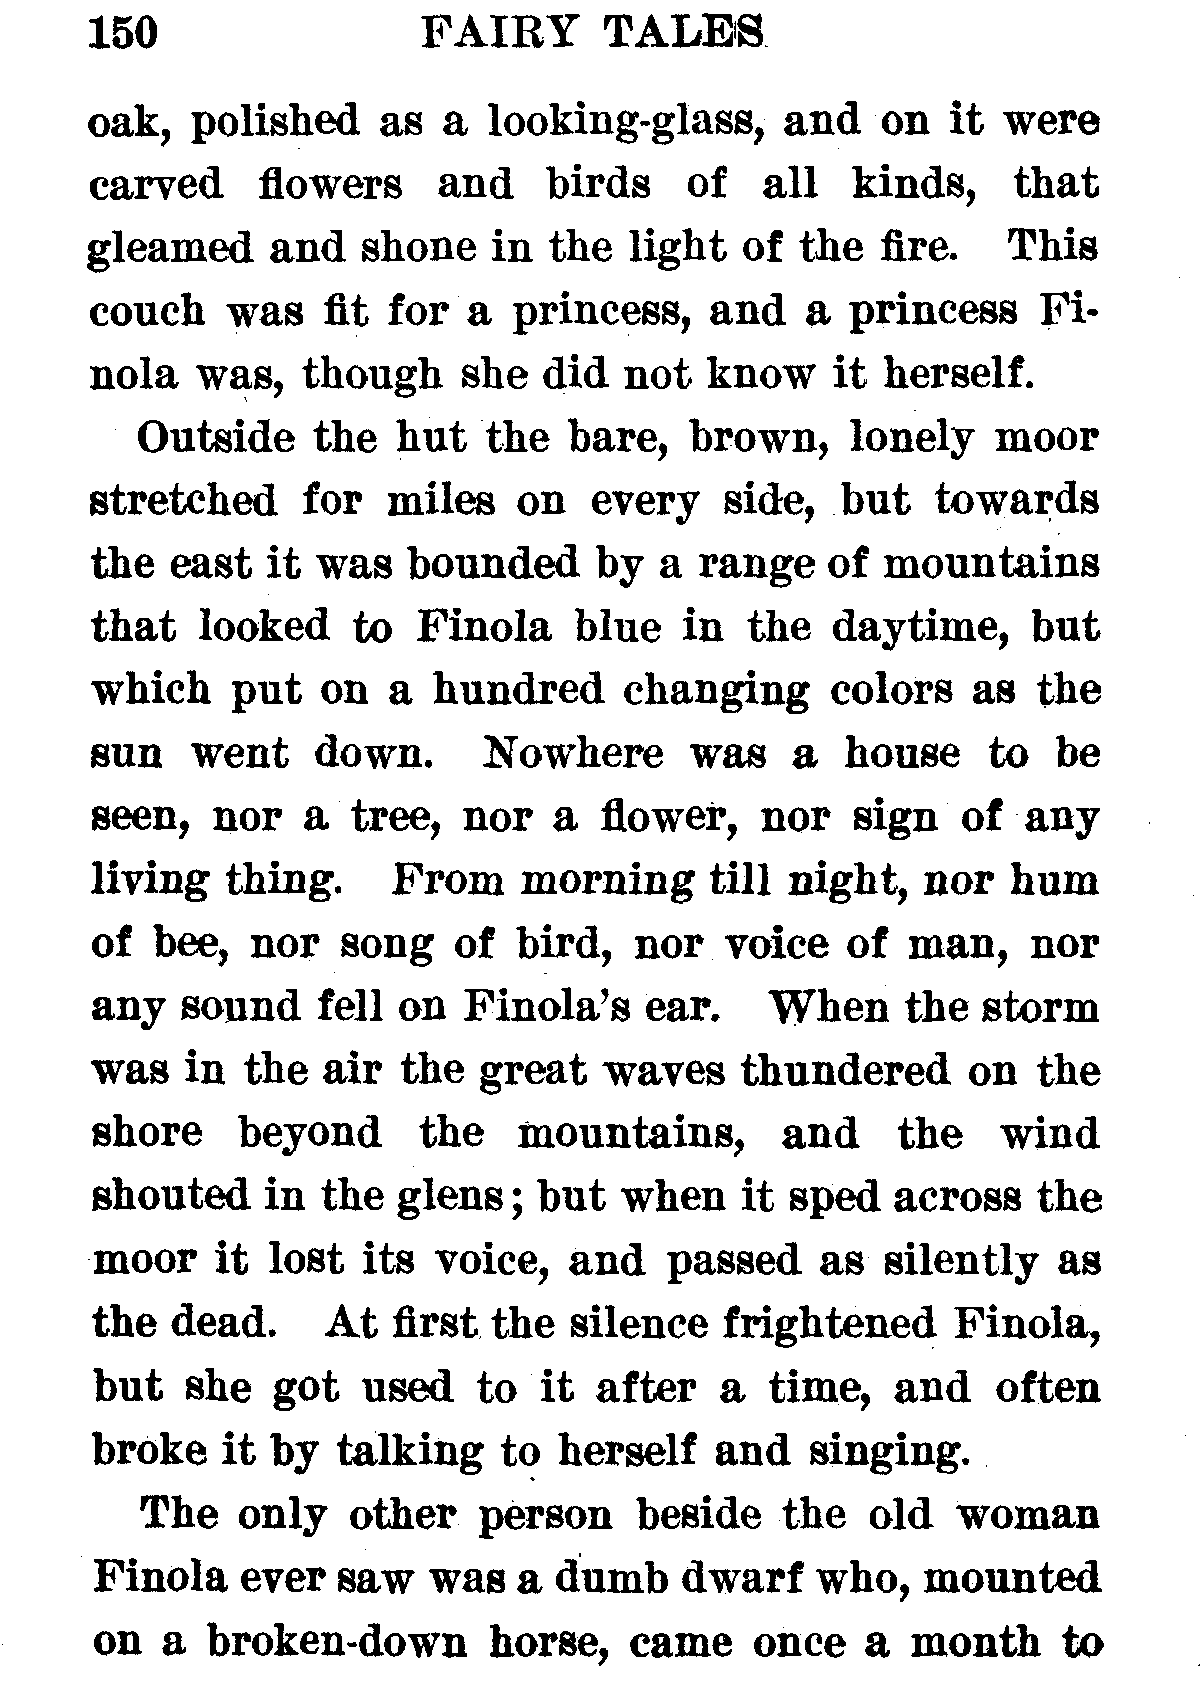 150 FAIRY TALES
oak, polished as a looking-glass, and on it were
carved flowers and birds of all kinds, that
gleamed and shone in the light of the fire. This
couch was fit for a princess, and a princess Fi-
nola was, though she did not know it herself.
Outside the hut the bare, brown, lonely moor
stretched for miles on every side, but towards
the east it was bounded by a range of mountains
that looked to Finola blue in the daytime, but
which put on a hundred changing colors as the
sun went down. Nowhere was a house to be
seen, nor a tree, nor a flower, nor sign of any
living thing. From morning till night, nor hum
of bee, nor song of bird, nor voice of man, nor
any sound fell on Finola's ear. When the storm
was in the air the great waves thundered on the
shore beyond the mountains, and the wind
shouted in the glens; but when it sped across the
moor it lost its voice, and passed as silently as
the dead. At first the silence frightened Finola,
but she got used to it after a time, and often
broke it by talking to herself and singing.
The only other person beside the old woman
Finola ever saw was a dumb dwarf who, mounted
on a broken-down horse, came once a month to